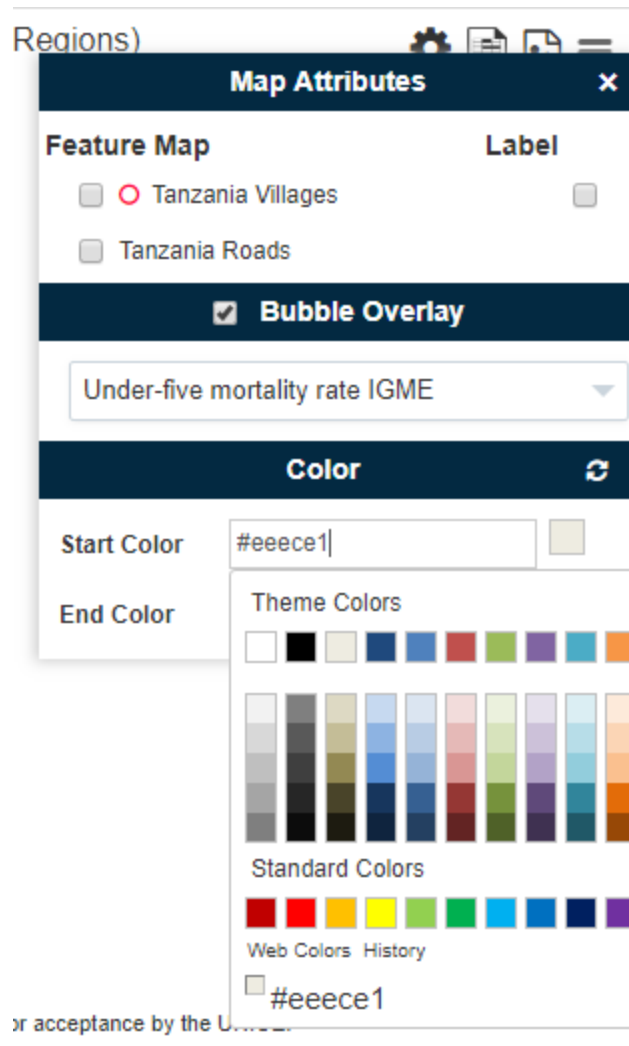 Regions)
Map Attributes
Feature Map Label
Tanzania Villages
Tanzania Roads
Bubble Overlay
Under-five mortality rate IGME
Color
Start Color #eeece1
End Color
Theme Colors
Standard Colors
Web Colors History
#eeece1
or acceptance by the